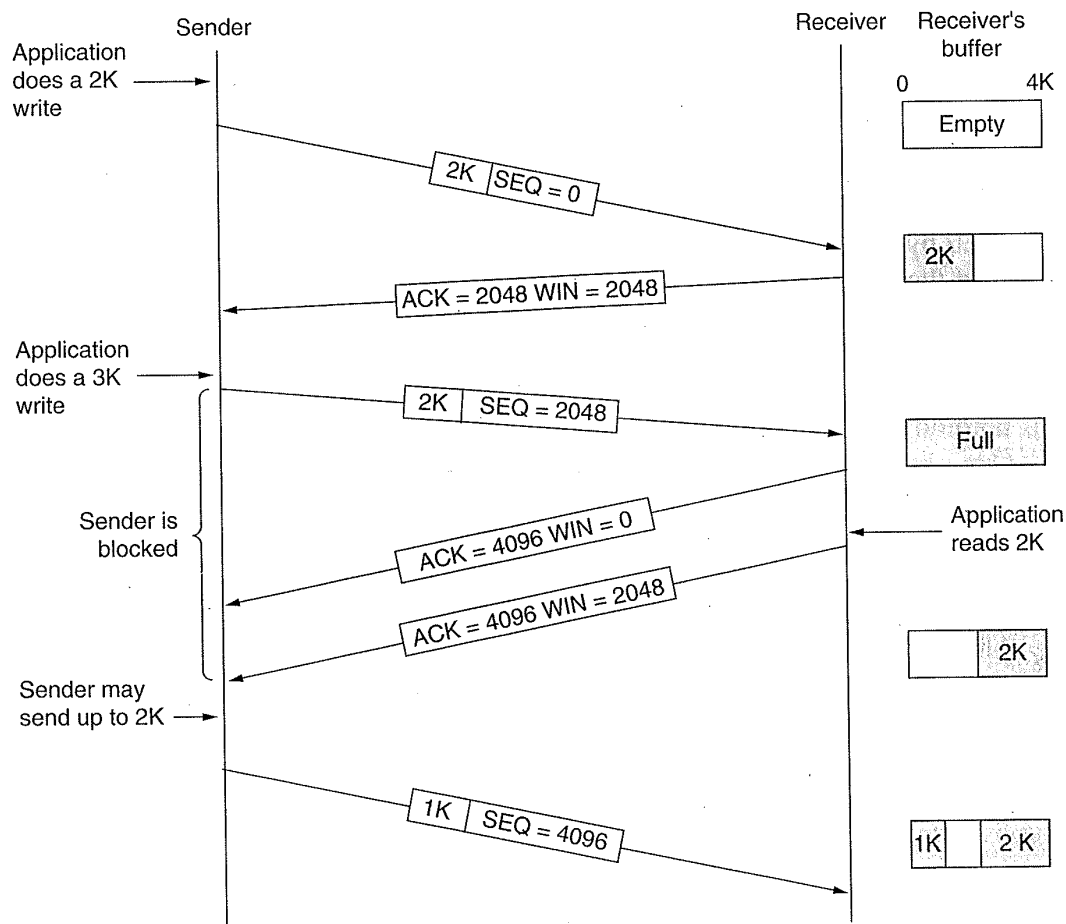 Sender
Receiver
Receiver's
buffer
Application
does a 2K
write
0
4K
Empty
2K
SEQ = 0
2K
ACK = 2048 WIN = 2048
Application
does a 3K
write
2K
SEQ = 2048
Full
Sender is
blocked
ACK = 4096 WIN = 0
Application
reads 2K
ACK = 4096 WIN = 2048
2K
Sender may
send up to 2K
1K
SEQ = 4096
1K
2 K